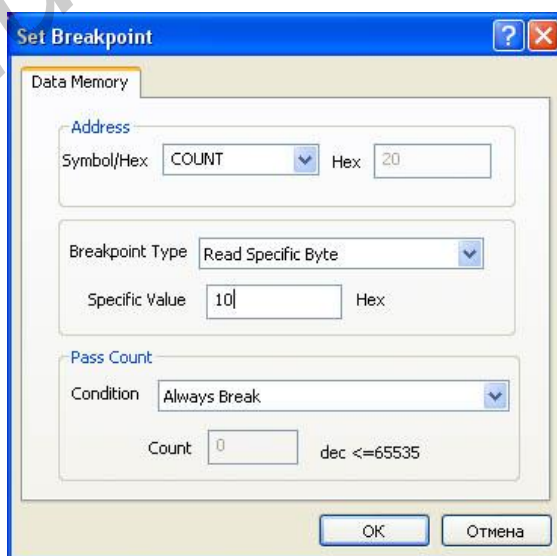 Set Breakpoint
Data Memory
Address
Symbol/Hex COUNT Hex 20
Breakpoint Type Read Specific Byte
Specific Value 10 Hex
Pass Count
Condition Always Break
Count 0 dec <=65535
OK Отмена